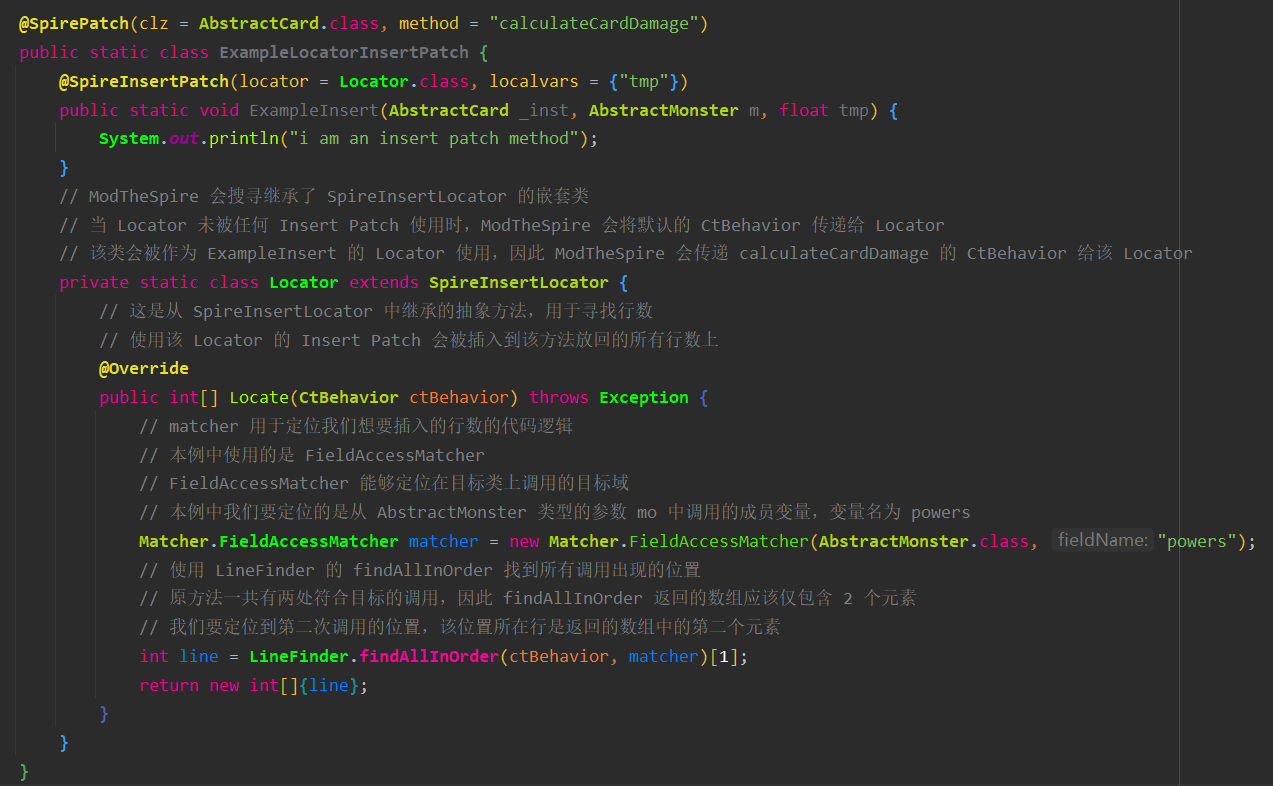 @SpirePatch(clz = AbstractCard.class, method = "calculateCardDamage")
public static class ExampleLocatorInsertPatch {
@SpireInsertPatch(locator = Locator.class, localvars = {"tmp"})
public static void ExampleInsert(AbstractCard _inst, AbstractMonster m, float tmp) {
System.out.println("i am an insert patch method");
}
// ModTheSpire 会搜寻继承了 SpireInsertLocator 的嵌套类
// 当 Locator 未被任何 Insert Patch 使用时，ModTheSpire 会将默认的 CtBehavior 传递给 Locator
// 该类会被作为 ExampleInsert 的 Locator 使用，因此 ModTheSpire 会传递 calculateCardDamage 的 CtBehavior 给该 Locator
private static class Locator extends SpireInsertLocator {
// 这是从 SpireInsertLocator 中继承的抽象方法，用于寻找行数
// 使用该 Locator 的 Insert Patch 会被插入到该方法放回的所有行数上
@Override
public int[] Locate(CtBehavior ctBehavior) throws Exception {
// matcher 用于定位我们想要插入的行数的代码逻辑
// 本例中使用的是 FieldAccessMatcher
// FieldAccessMatcher 能够定位在目标类上调用的目标域
// 本例中我们要定位的是从 AbstractMonster 类型的参数 mo 中调用的成员变量，变量名为 powers
Matcher.FieldAccessMatcher matcher = new Matcher.FieldAccessMatcher(AbstractMonster.class, fieldName: "powers");
// 使用 LineFinder 的 findAllInOrder 找到所有调用出现的位置
// 原方法一共有两处符合目标的调用，因此 findAllInOrder 返回的数组应该仅包含 2 个元素
// 我们要定位到第二次调用的位置，该位置所在行是返回的数组中的第二个元素
int line = LineFinder.findAllInOrder(ctBehavior, matcher)[1];
return new int[]{line};
}
}
}